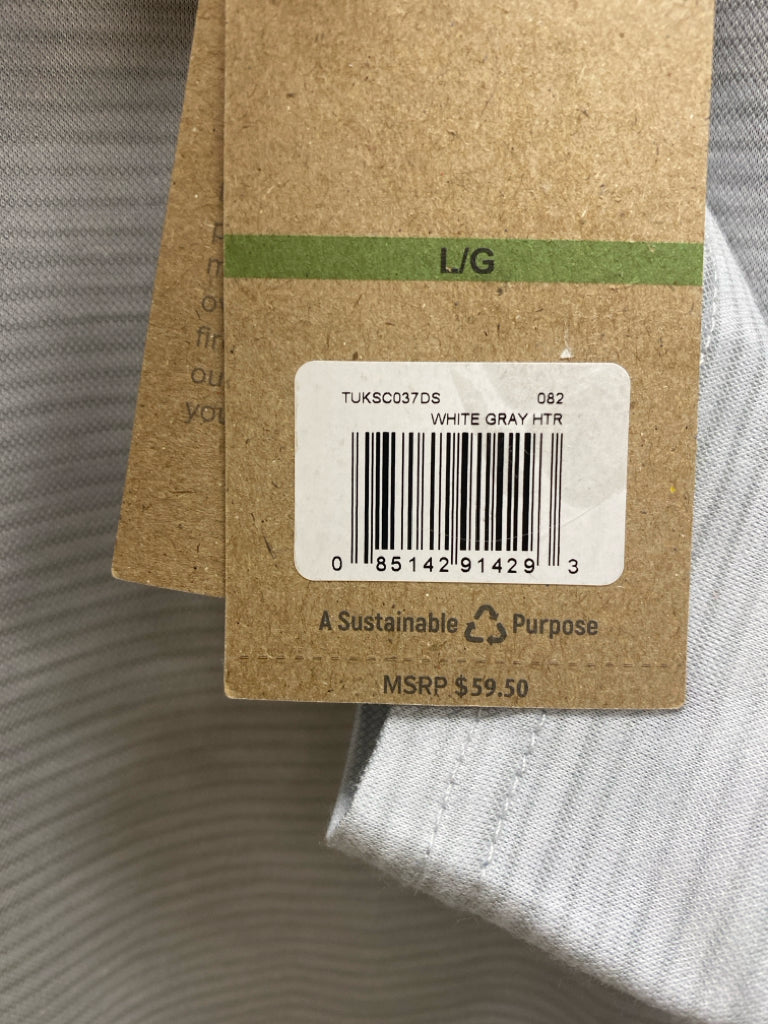 L/G
TUKSC037DS 082
WHITE GRAY HTR
0 85142 91429 3
A Sustainable Purpose
MSRP $59.50